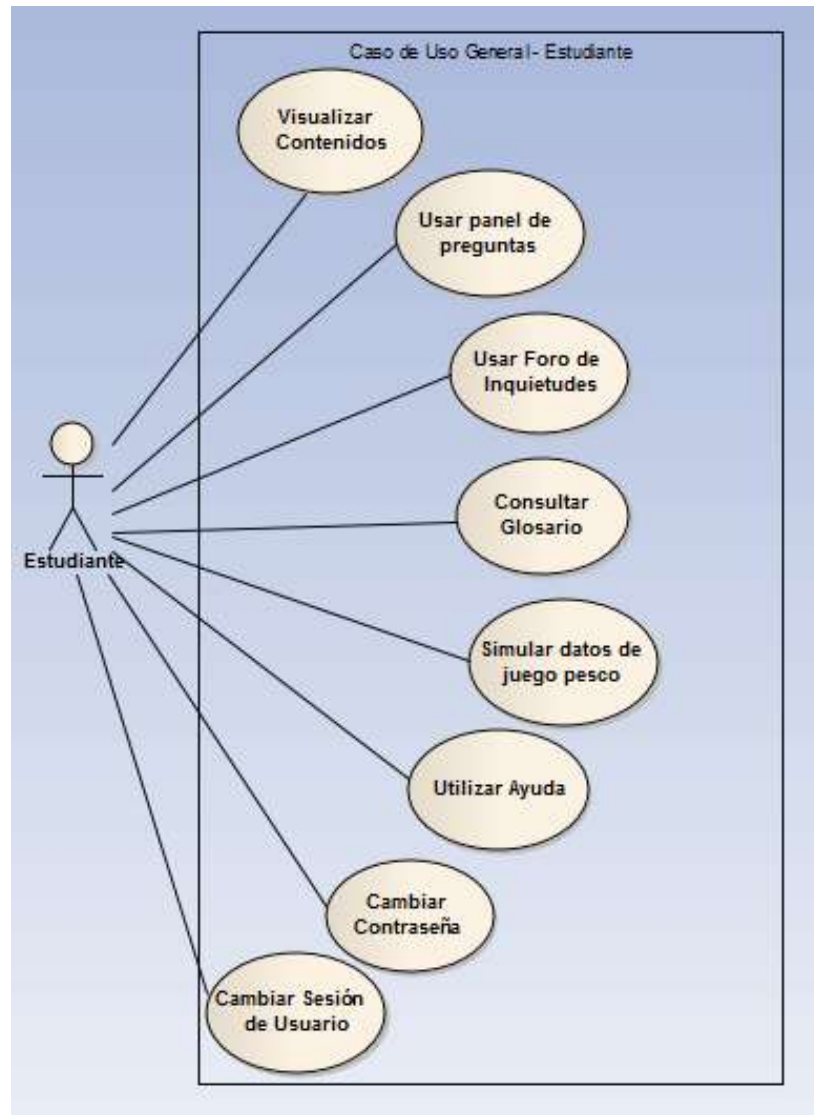 Caso de Uso General- Estudiante
Visualizar
Contenidos
Usar panel de
preguntas
Usar Foro de
Inquietudes
Consultar
Glosario
Simular datos de
juego pesco
Estudiante
Utilizar Ayuda
Cambiar
Contraseña
Cambiar Sesión
de Usuario